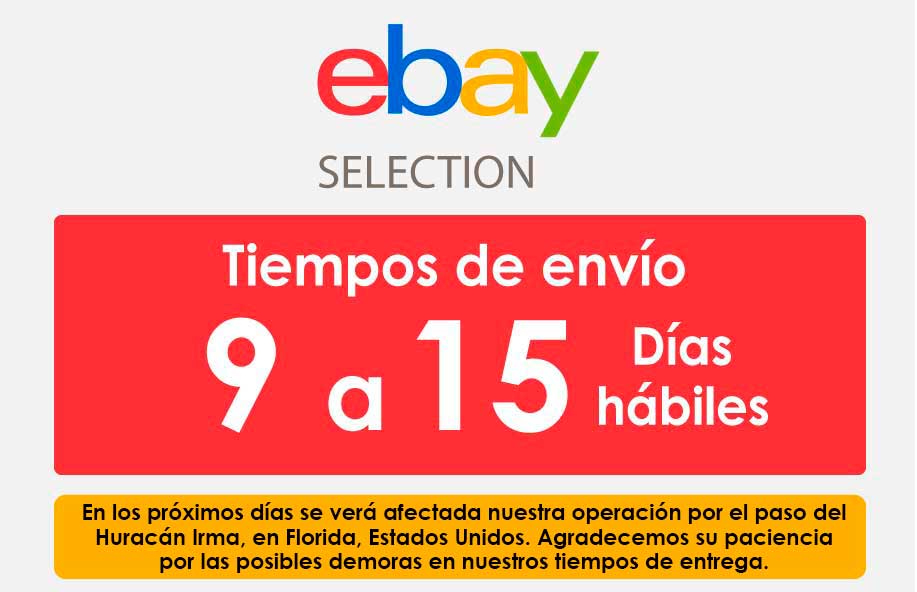 ebay
SELECTION
Tiempos de envío
9 a 15 Días hábiles
En los próximos días se verá afectada nuestra operación por el paso del
Huracán Irma, en Florida, Estados Unidos. Agradecemos su paciencia
por las posibles demoras en nuestros tiempos de entrega.